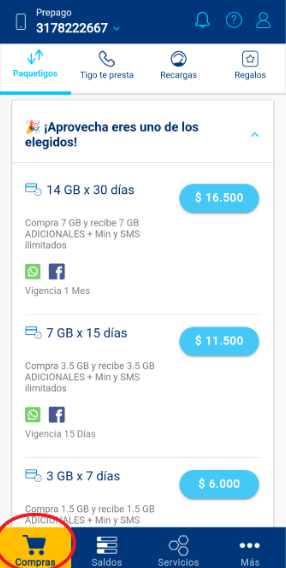 Prepago
3178222667
Paquetigos
Tigo te presta
Recargas
Regalos
¡Aprovecha eres uno de los
elegidos!
14 GB x 30 días
$ 16.500
Compra 7 GB y recibe 7 GB
ADICIONALES + Min y SMS
ilimitados
Vigencia 1 Mes
7 GB x 15 días
$ 11.500
Compra 3.5 GB y recibe 3.5 GB
ADICIONALES + Min y SMS
ilimitados
Vigencia 15 Días
3 GB x 7 días
$ 6.000
Compra 1.5 GB y recibe 1.5 GB
ADICIONALES + Min y SMS
Compras
Saldos
Servicios
Más